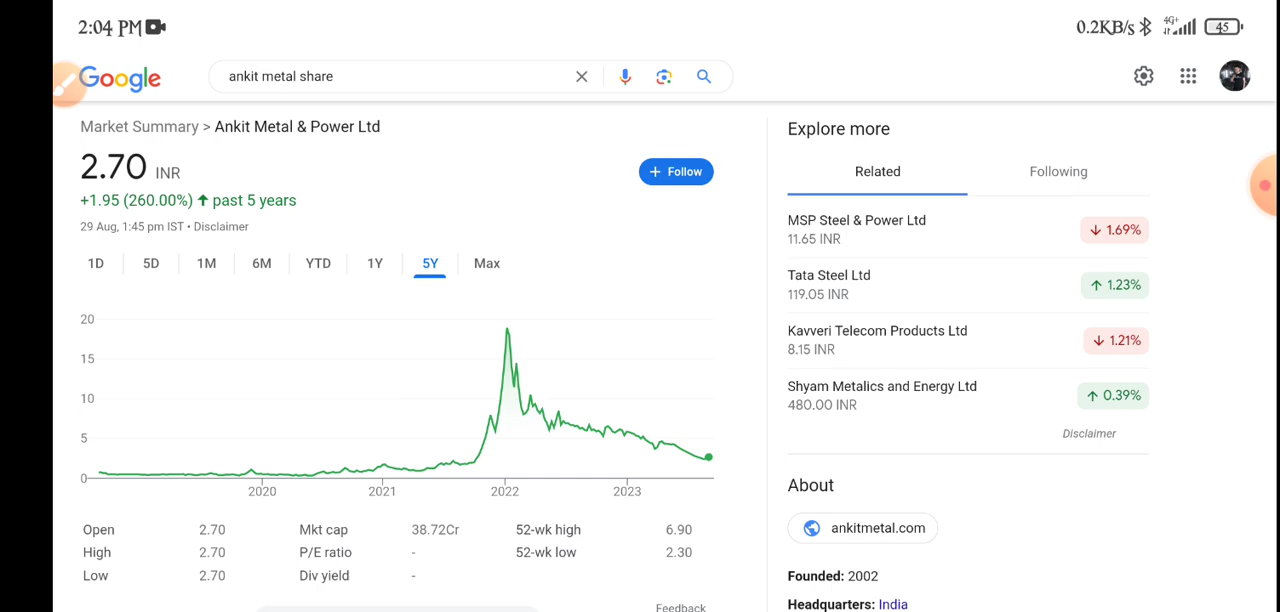 2:04 PM
0.2KB/s 4G+ 45
Google
ankit metal share
Market Summary > Ankit Metal & Power Ltd
2.70 INR
+ Follow
+1.95 (260.00%) ↑ past 5 years
29 Aug, 1:45 pm IST • Disclaimer
1D 5D 1M 6M YTD 1Y 5Y Max
20
15
10
5
0
2020 2021 2022 2023
Open 2.70 Mkt cap 38.72Cr 52-wk high 6.90
High 2.70 P/E ratio - 52-wk low 2.30
Low 2.70 Div yield -
Feedback
Explore more
Related Following
MSP Steel & Power Ltd
11.65 INR
↓ 1.69%
Tata Steel Ltd
119.05 INR
↑ 1.23%
Kavveri Telecom Products Ltd
8.15 INR
↓ 1.21%
Shyam Metalics and Energy Ltd
480.00 INR
↑ 0.39%
Disclaimer
About
ankitmetal.com
Founded: 2002
Headquarters: India